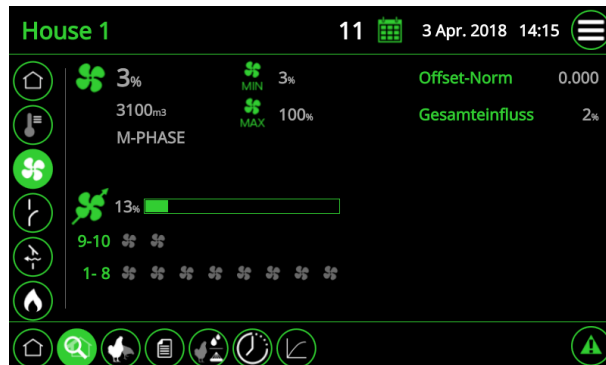 House 1 11 3 Apr. 2018 14:15
3% MIN 3% Offset-Norm 0.000
3100m3 MAX 100% Gesamteinfluss 2%
M-PHASE
13%
9-10
1- 8